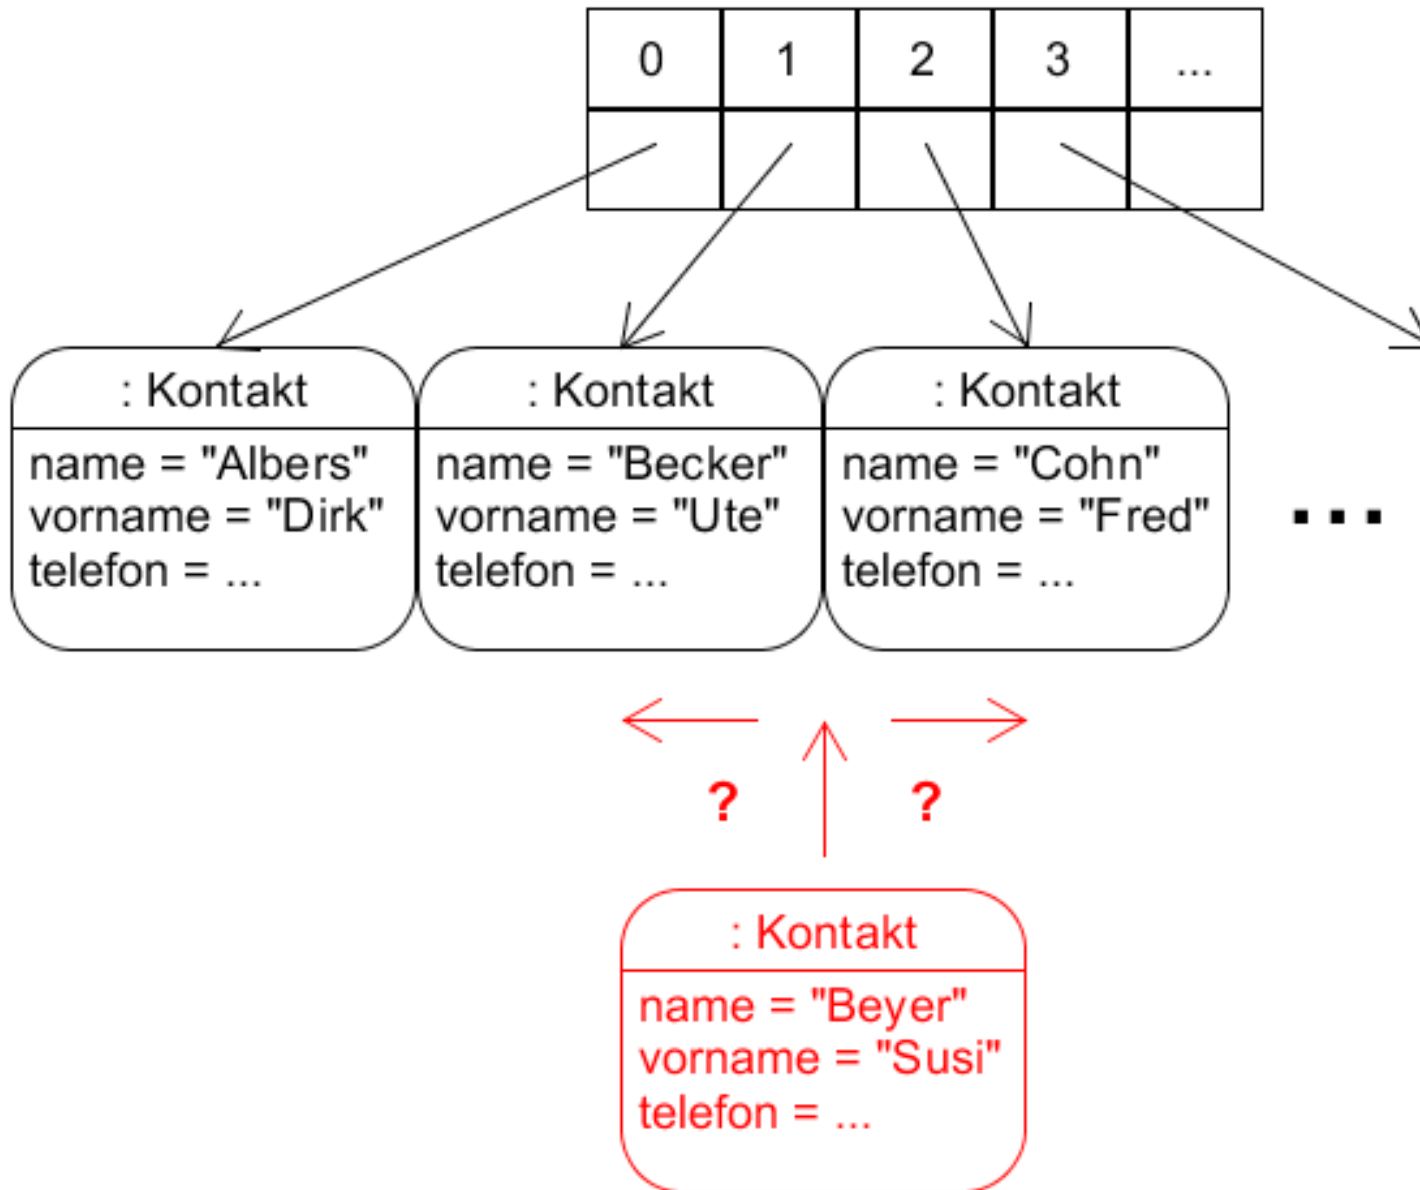 0 1 2 3 ...
: Kontakt : Kontakt : Kontakt
name = "Albers" name = "Becker" name = "Cohn"
vorname = "Dirk" vorname = "Ute" vorname = "Fred" ...
telefon = ... telefon = ... telefon = ...
? ?
: Kontakt
name = "Beyer"
vorname = "Susi"
telefon = ...